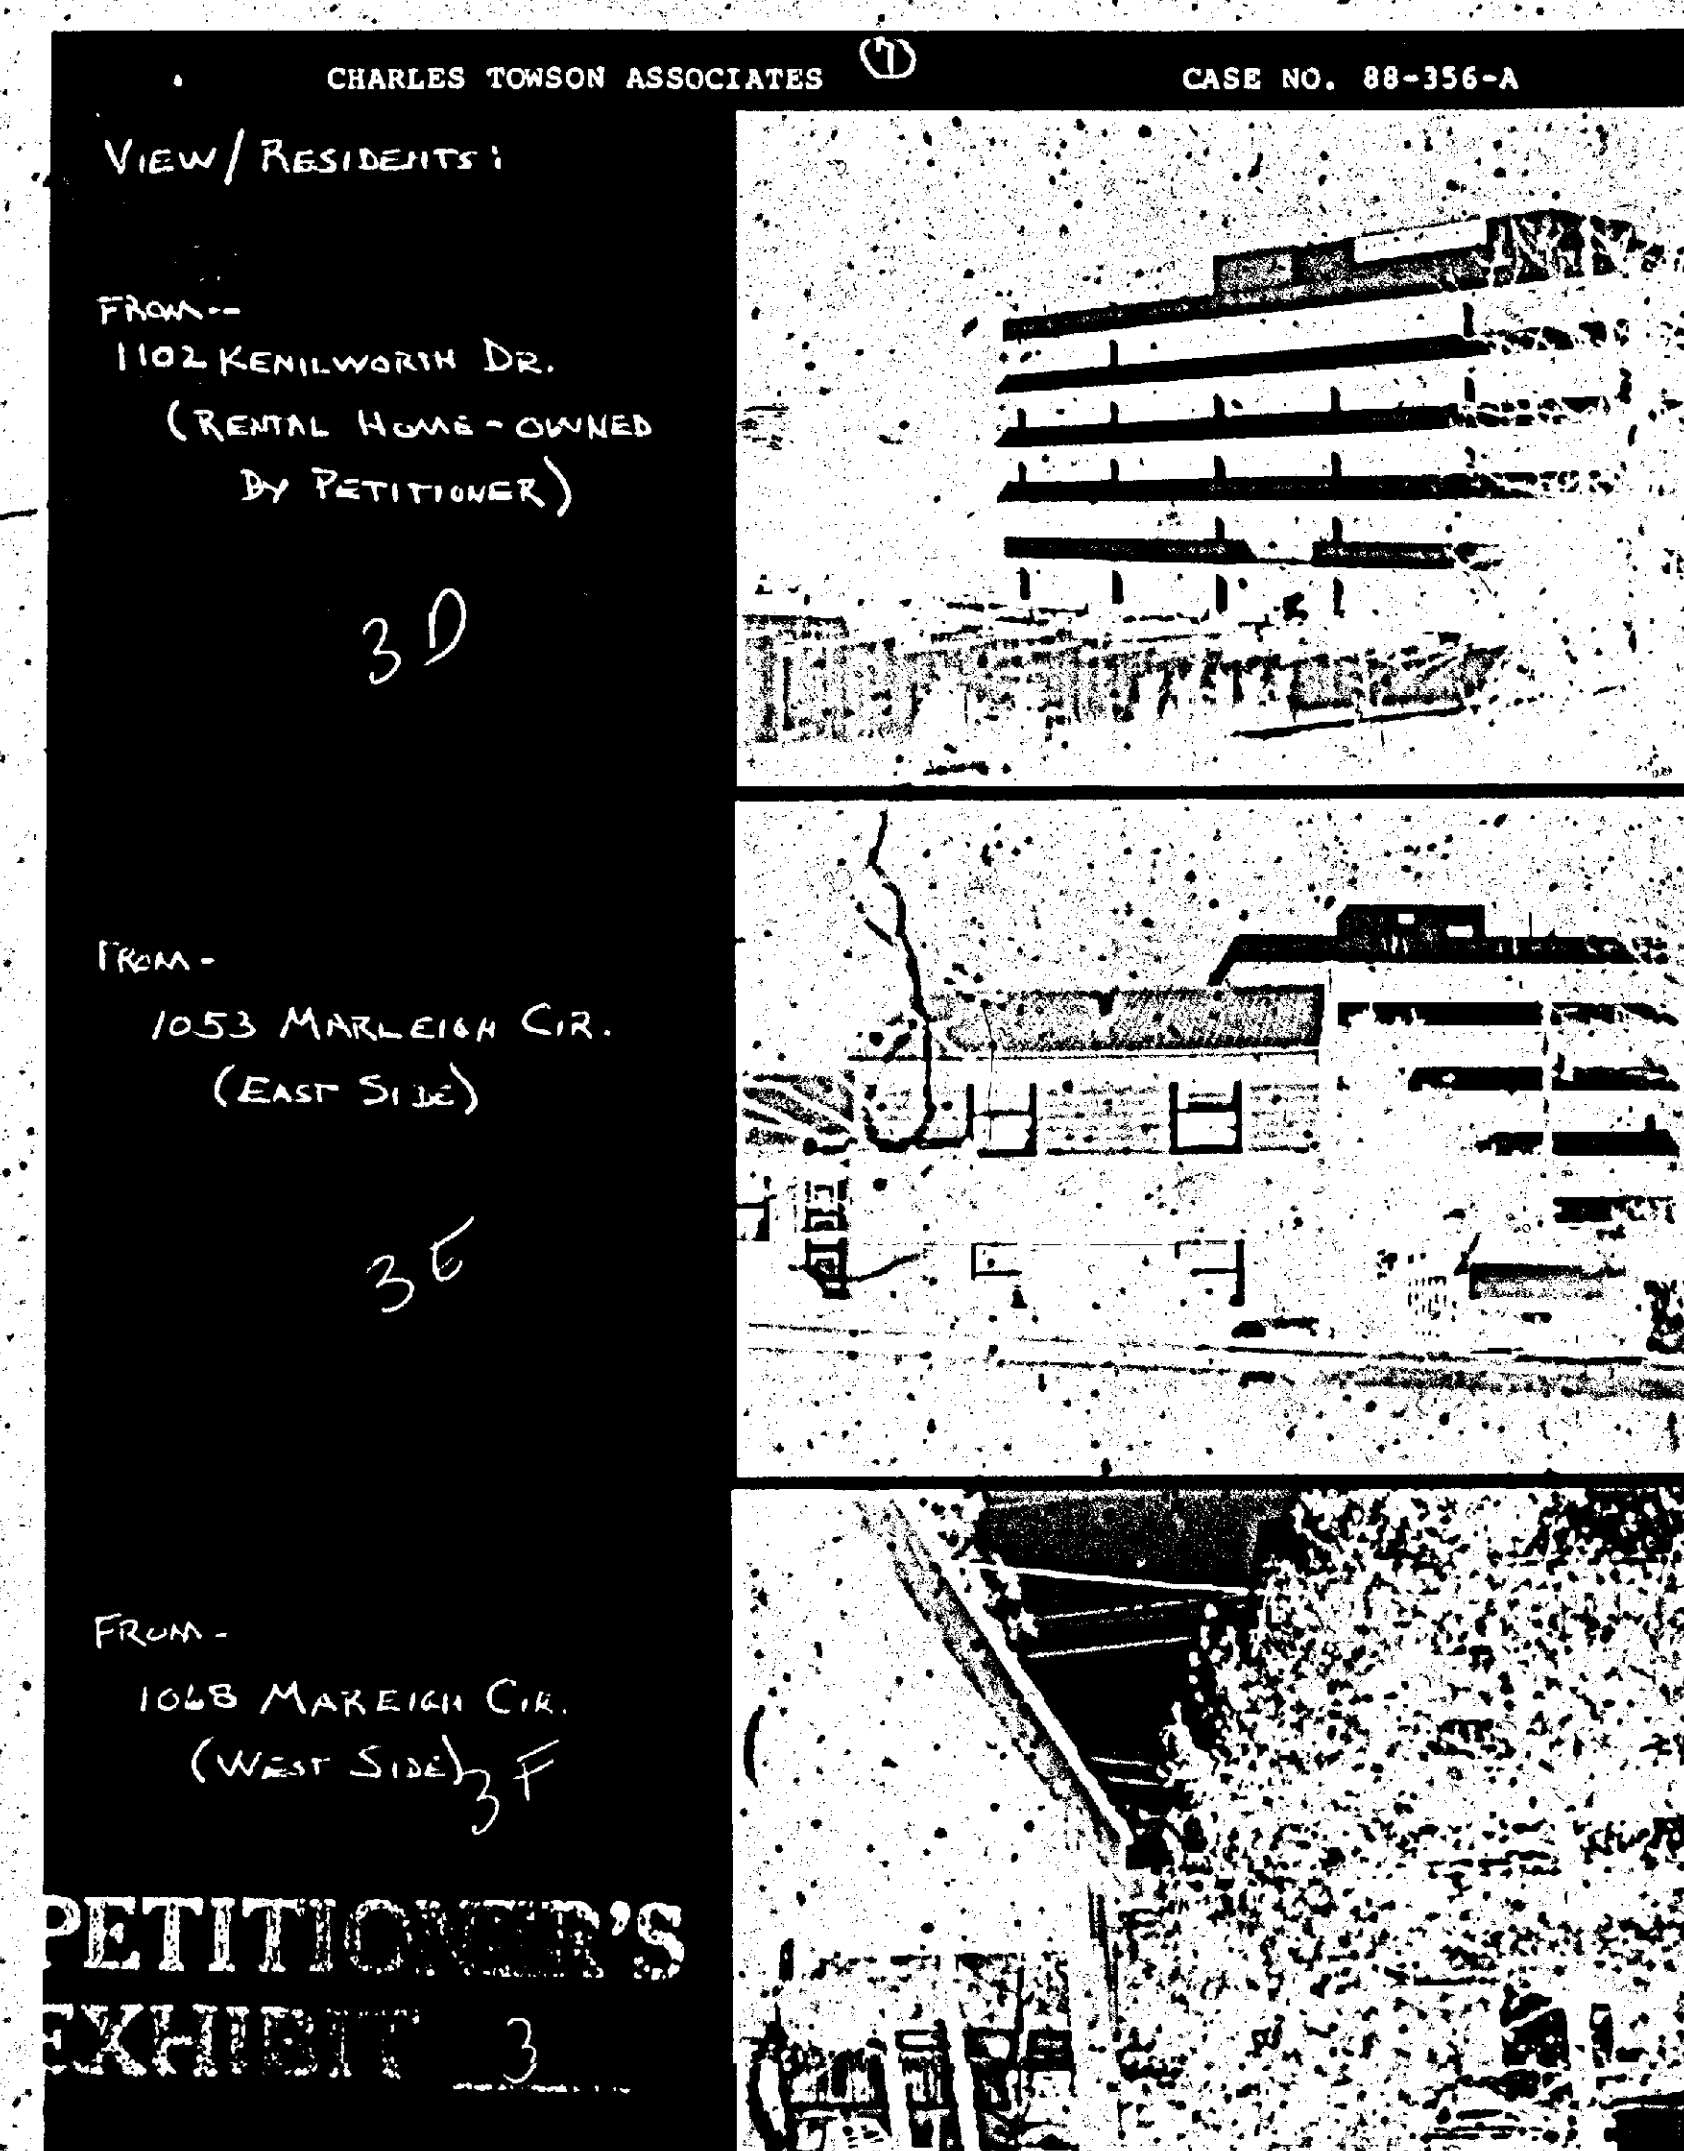 CHARLES TOWSON ASSOCIATES
CASE NO. 88-356-A
VIEW/RESIDENTS:
FROM--
1102 KENILWORTH DR.
(RENTAL HOME-OWNED
BY PETITIONER)
3D
FROM-
1053 MARLEIGH CIR.
(EAST SIDE)
3E
FROM-
1068 MAREIGH CIR.
(WEST SIDE)
3F
PETITIONER'S
EXHIBIT 3